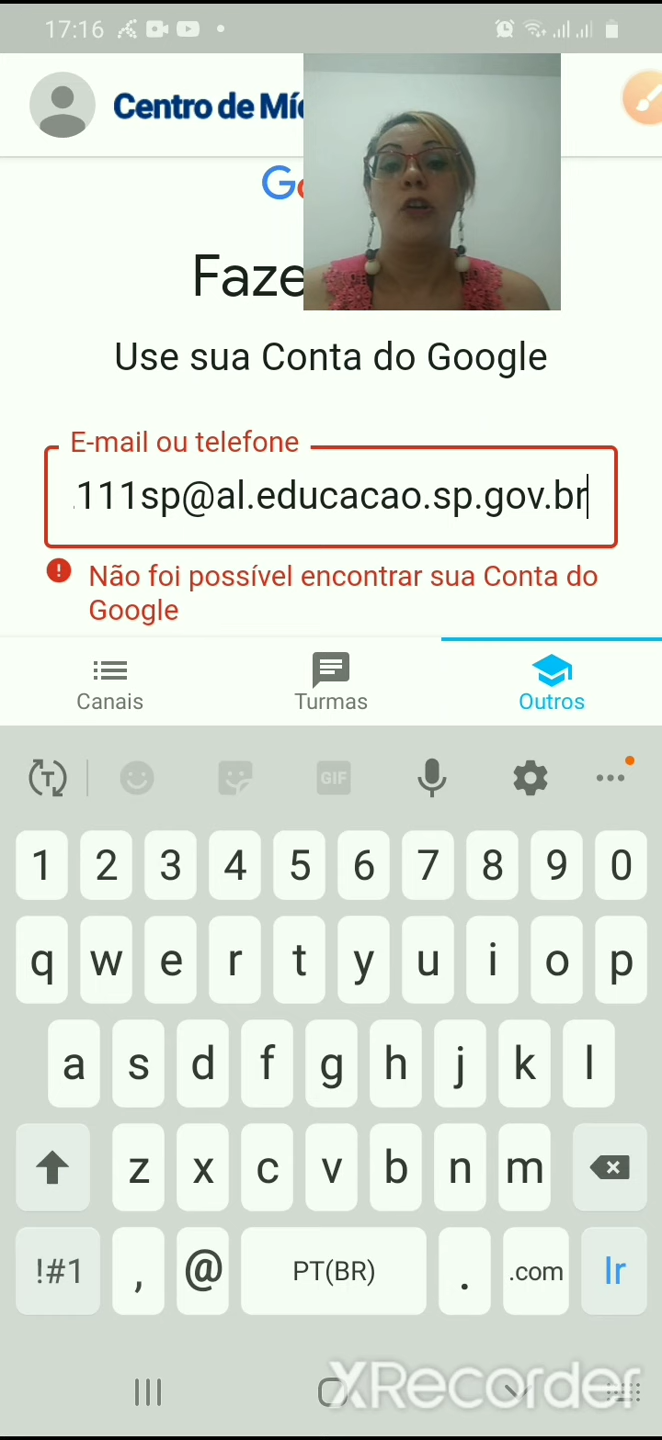 17:16
Centro de Mí
G
Faze
Use sua Conta do Google
E-mail ou telefone
.111sp@al.educacao.sp.gov.br
Não foi possível encontrar sua Conta do
Google
Canais
Turmas
Outros
T
GIF
1 2 3 4 5 6 7 8 9 0
q w e r t y u i o p
a s d f g h j k l
z x c v b n m
!#1 , @ PT(BR) . .com Ir
XRecorder